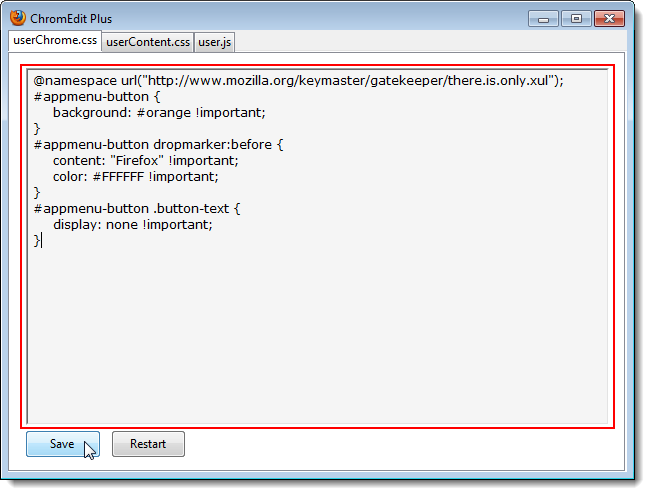 ChromEdit Plus
userChrome.css userContent.css user.js
@namespace url("http://www.mozilla.org/keymaster/gatekeeper/there.is.only.xul");
#appmenu-button {
background: #orange !important;
}
#appmenu-button dropmarker:before {
content: "Firefox" !important;
color: #FFFFFF !important;
}
#appmenu-button .button-text {
display: none !important;
}
Save Restart